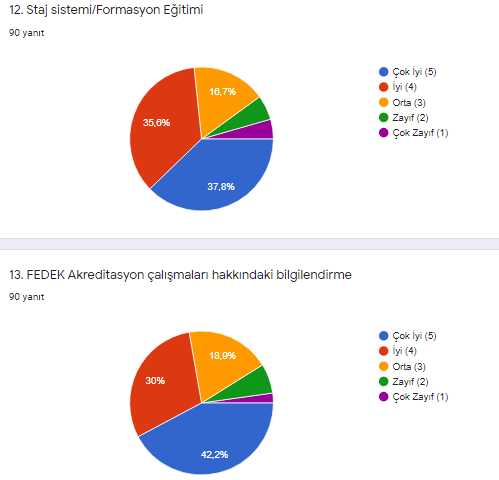 12. Staj sistemi/Formasyon Eğitimi
90 yanıt
Çok İyi (5)
İyi (4)
Orta (3)
Zayıf (2)
Çok Zayıf (1)
16,7%
35,6%
37,8%
13. FEDEK Akreditasyon çalışmaları hakkındaki bilgilendirme
90 yanıt
Çok İyi (5)
İyi (4)
Orta (3)
Zayıf (2)
Çok Zayıf (1)
18,9%
30%
42,2%